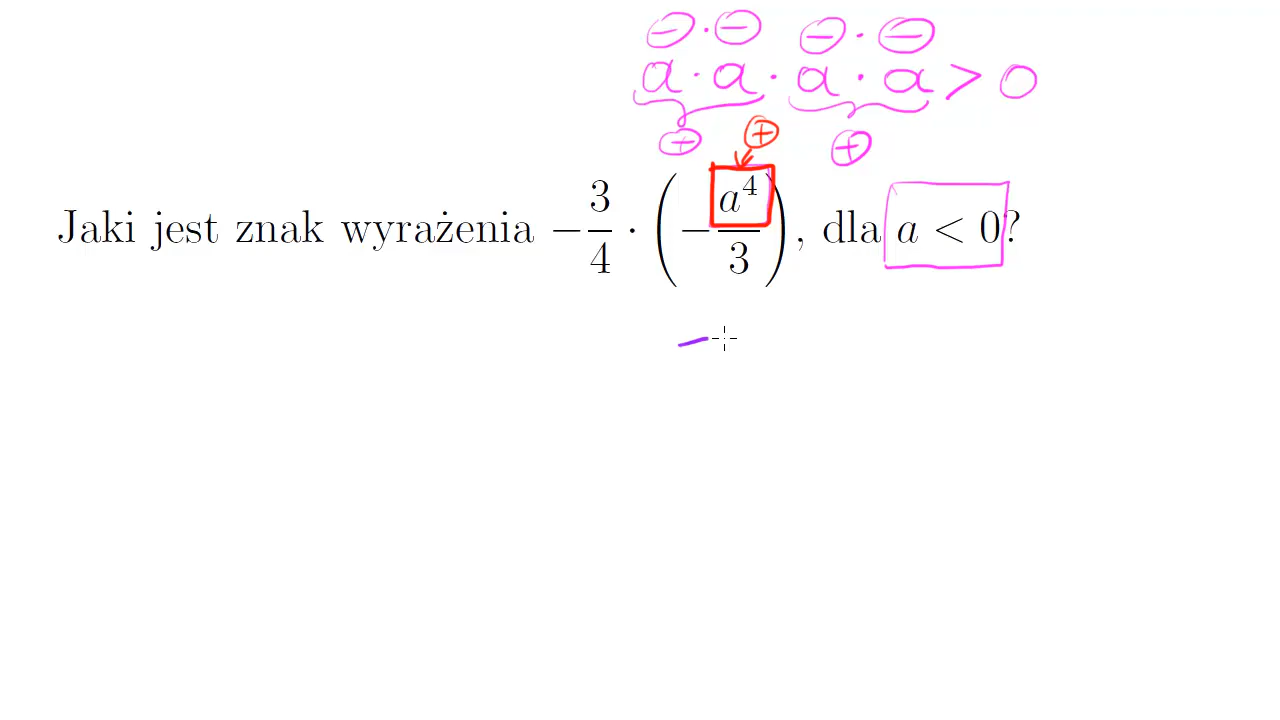 ⊖ · ⊖ ⊖ · ⊖
a · a · a · a > 0
⊕ ⊕ ⊕
Jaki jest znak wyrażenia −3/4 · (−a⁴/3), dla a < 0?
−